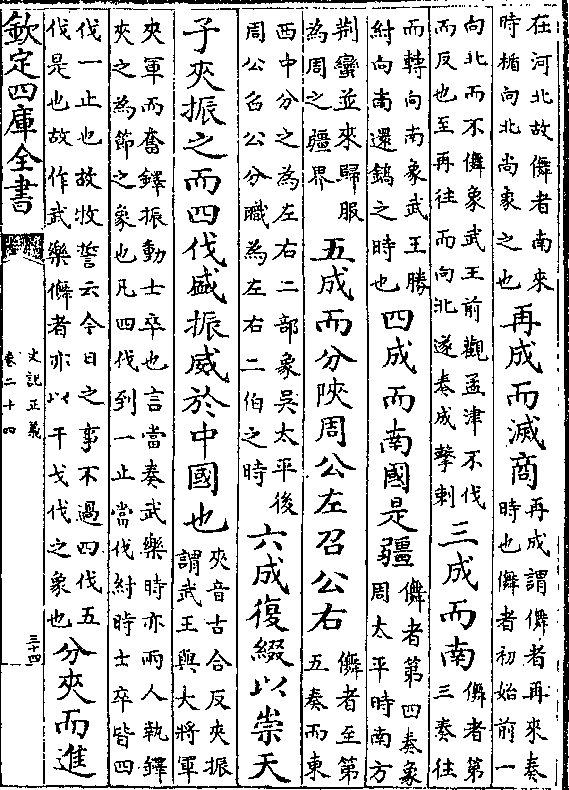 在河北故儛者南來
時楯向北尚象之也
再成而滅商
再成謂儛者再來奏
時也儛者初始前一
向北而不儛象武王前觀孟津不伐
而反也至再往而向北遂奏成擊刺
三成而南
儛者第
三奏往
而轉向南象武王勝
紂向南還鎬之時也
四成而南國是疆
儛者第四奏象
周太平時南方
荆蠻並來歸服
為周之疆界
五成而分陝周公左召公右
儛者至第
五奏而東
西中分之為左右二部象吳太平後
周公召公分職為左右二伯之時
六成復綴以崇天
子夾振之而四伐盛振威於中國也
夾音古合反夾振
謂武王與大將軍
夾軍而奮鐸振動士卒也言當奏武樂時亦兩人執鐸
夾之為節之象也凡四伐到一止當伐紂時士卒皆四
伐一止也故牧誓云今日之事不過四伐五
伐是也故作武樂儛者亦以干戈伐之象也
分夾而進
欽定四庫全書
史記正義
卷二十四
三十四